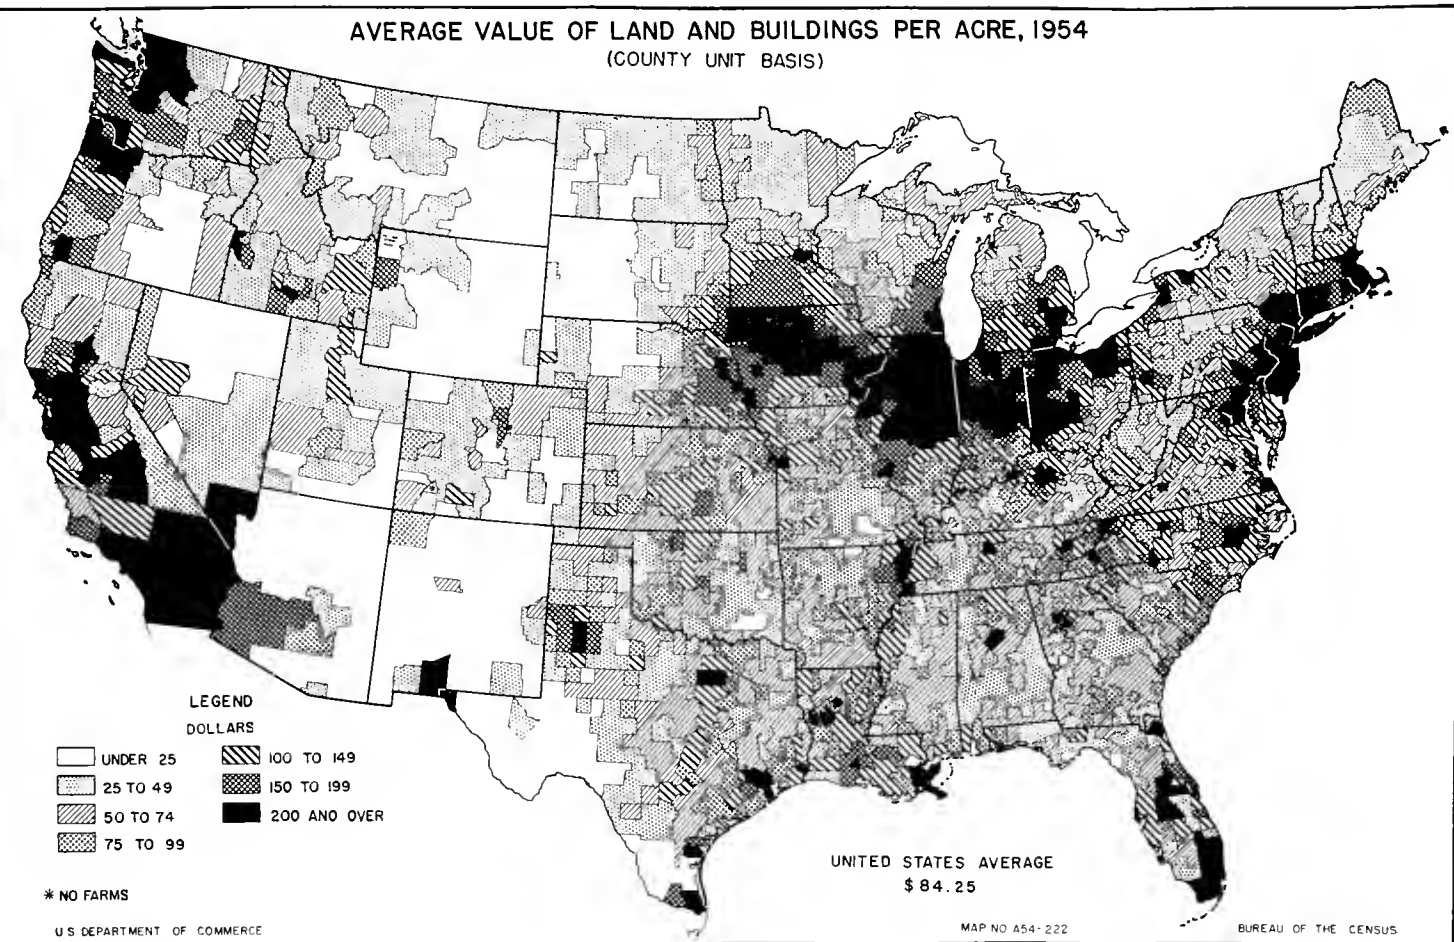 AVERAGE VALUE OF LAND AND BUILDINGS PER ACRE, 1954
(COUNTY UNIT BASIS)
LEGEND
DOLLARS
UNDER 25
25 TO 49
50 TO 74
75 TO 99
100 TO 149
150 TO 199
200 AND OVER
* NO FARMS
U S DEPARTMENT OF COMMERCE
UNITED STATES AVERAGE
$84.25
MAP NO A54-222
BUREAU OF THE CENSUS